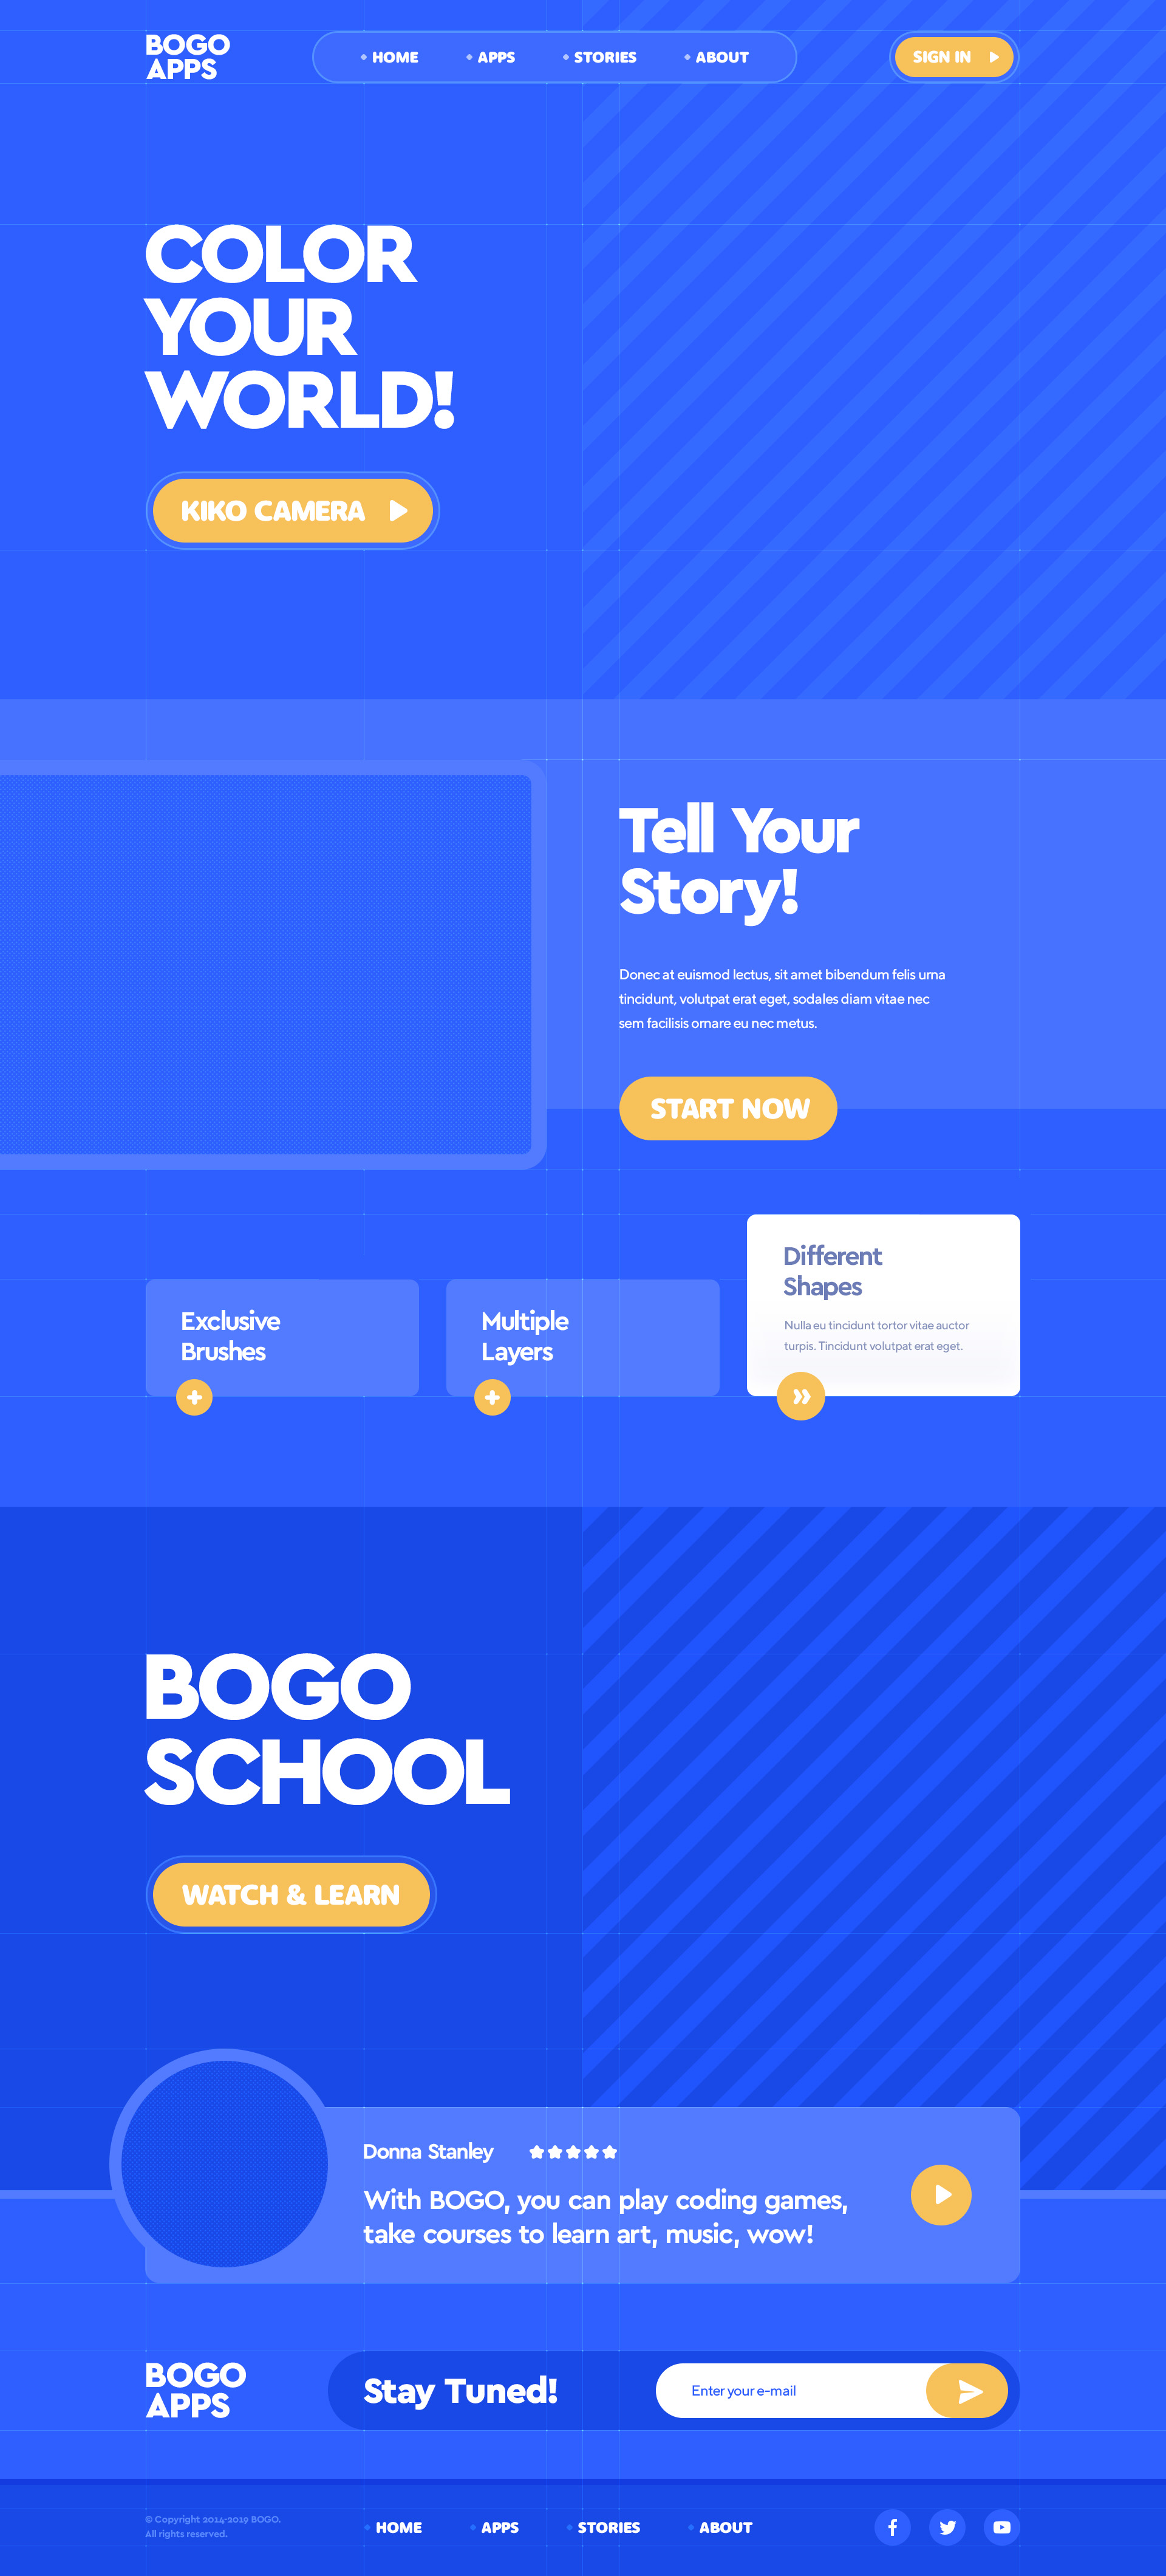 BOGO
APPS
HOME
APPS
STORIES
ABOUT
SIGN IN
COLOR
YOUR
WORLD!
KIKO CAMERA
Tell Your
Story!
Donec at euismod lectus, sit amet bibendum felis urna
tincidunt, volutpat erat eget, sodales diam vitae nec
sem facilisis ornare eu nec metus.
START NOW
Exclusive
Brushes
Multiple
Layers
Different
Shapes
Nulla eu tincidunt tortor vitae auctor
turpis. Tincidunt volutpat erat eget.
BOGO
SCHOOL
WATCH & LEARN
Donna Stanley
With BOGO, you can play coding games,
take courses to learn art, music, wow!
BOGO
APPS
Stay Tuned!
Enter your e-mail
© Copyright 2014-2019 BOGO.
All rights reserved.
HOME
APPS
STORIES
ABOUT